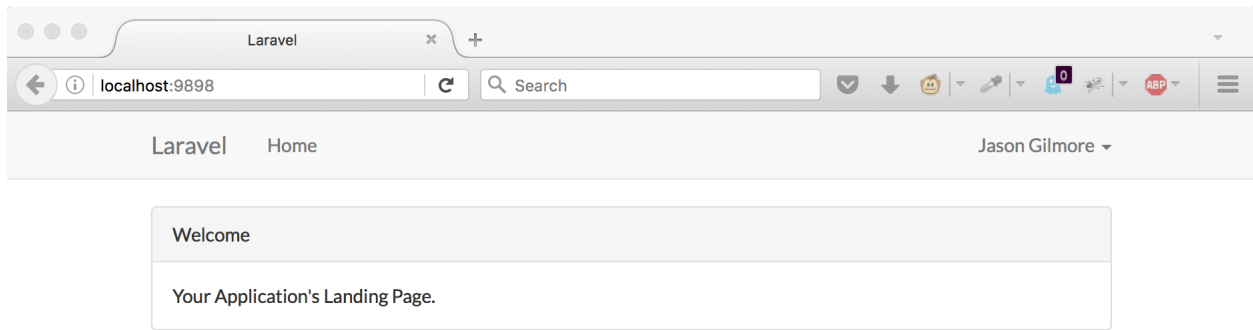 Laravel
localhost:9898
Search
0
ABP
Laravel Home Jason Gilmore
Welcome
Your Application's Landing Page.